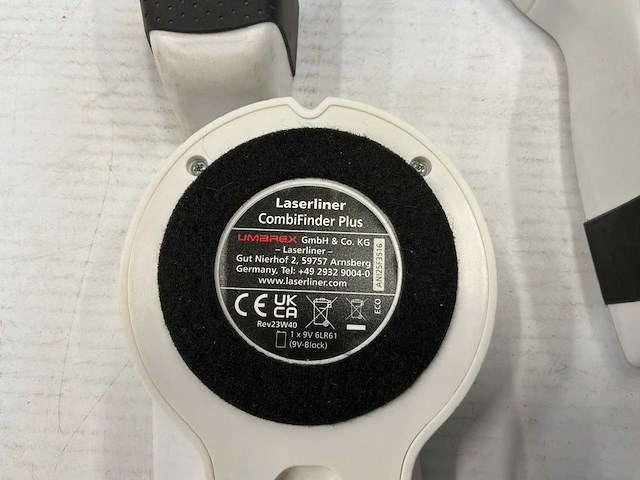 Laserliner
CombiFinder Plus
UMAREX GmbH & Co. KG
– Laserliner –
Gut Nierhof 2, 59757 Arnsberg
Germany, Tel: +49 2932 9004-0
www.laserliner.com
AN125F3516
CE UK CA
ECO
Rev23W40
1 x 9V 6LR61
(9V-Block)